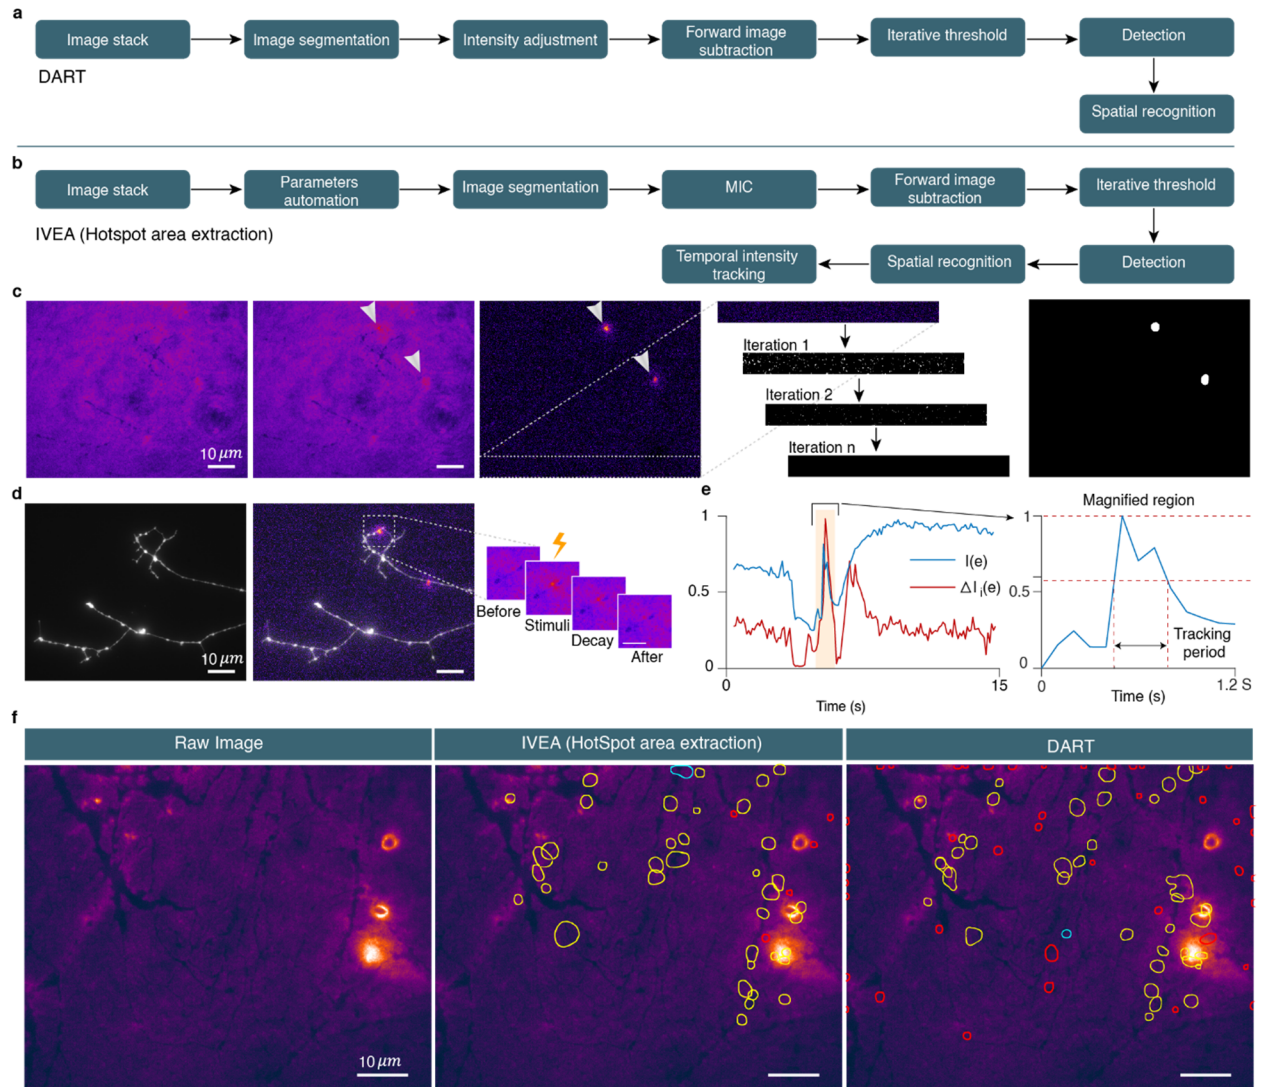 a
Image stack
Image segmentation
Intensity adjustment
Forward image
subtraction
Iterative threshold
Detection
DART
Spatial recognition
b
Image stack
Parameters
automation
Image segmentation
MIC
Forward image
subtraction
Iterative threshold
IVEA (Hotspot area extraction)
Temporal intensity
tracking
Spatial recognition
Detection
c
10 μm
Iteration 1
Iteration 2
Iteration n
d
10 μm
Before
Stimuli
Decay
After
e
1
0.5
0
I(e)
ΔI i(e)
0
15
Time (s)
Magnified region
1
0.5
0
Tracking
period
0
1.2 S
Time (s)
f
Raw Image
IVEA (HotSpot area extraction)
DART
10 μm